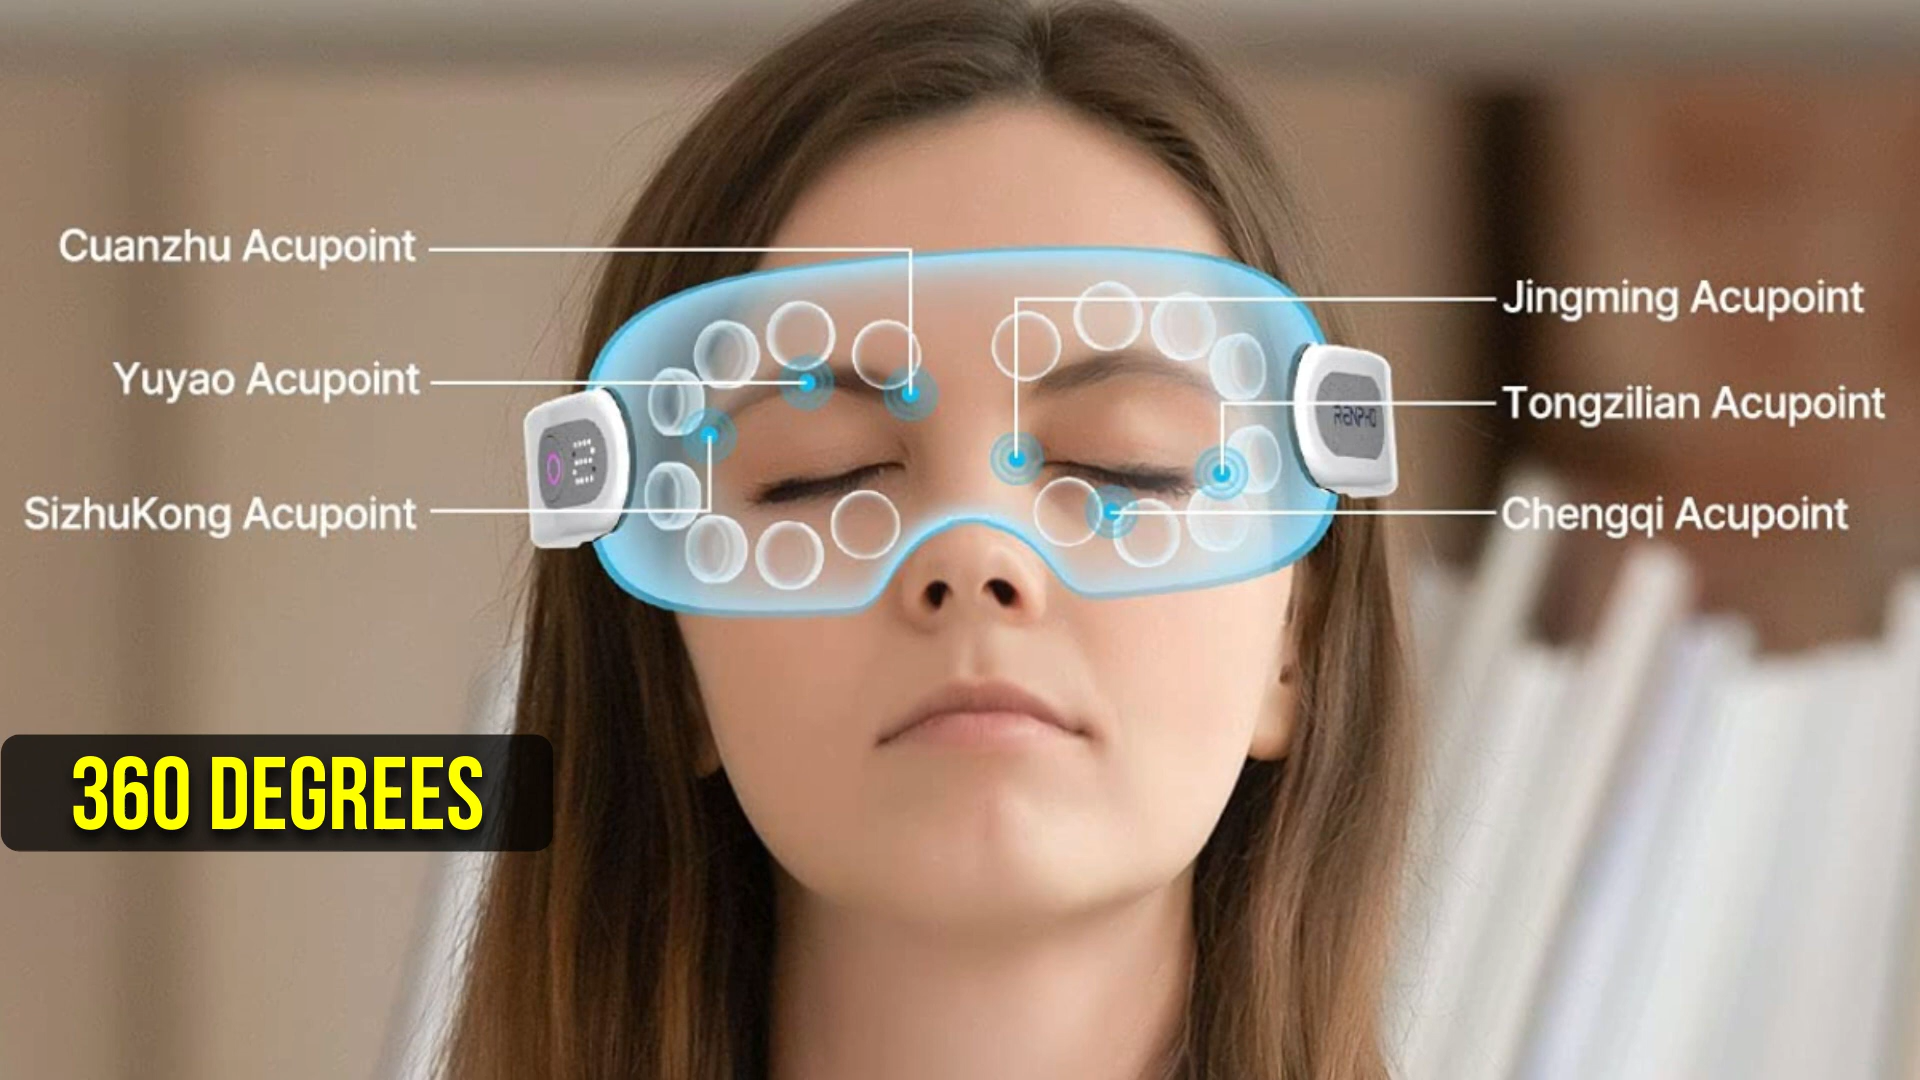 Cuanzhu Acupoint
Yuyao Acupoint
SizhuKong Acupoint
Jingming Acupoint
Tongzilian Acupoint
Chengqi Acupoint
RENPHO
360 DEGREES